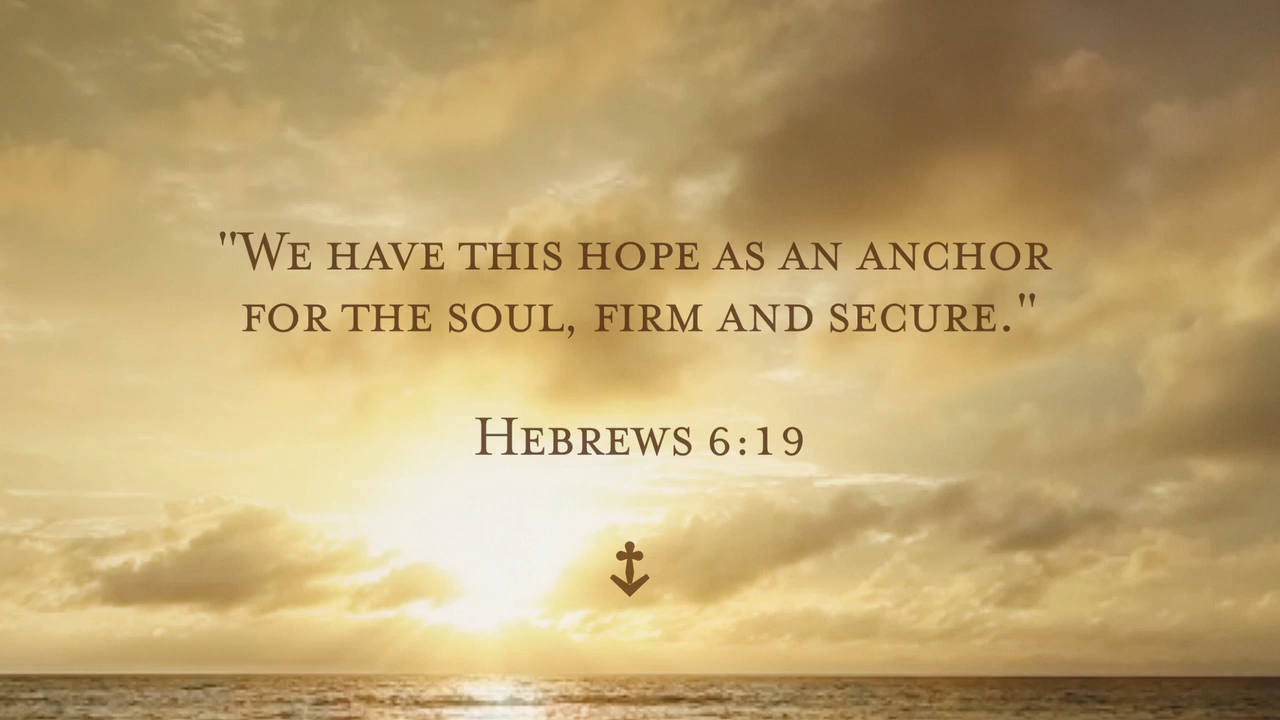 "We have this hope as an anchor
for the soul, firm and secure."
Hebrews 6:19